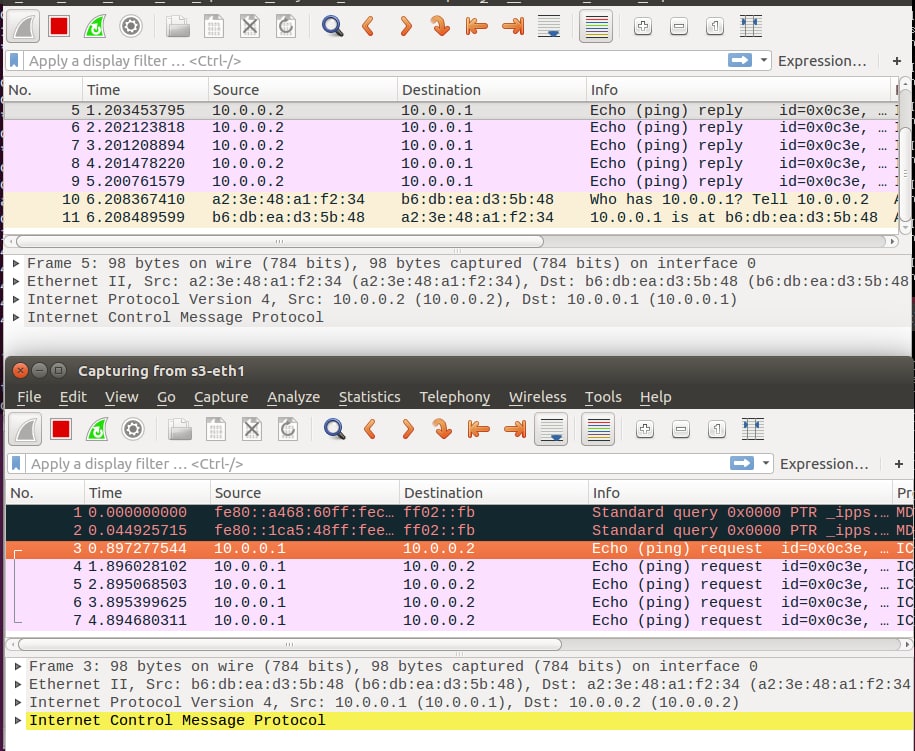 Apply a display filter … <Ctrl-/> Expression… +
No. Time Source Destination Info
5 1.203453795 10.0.0.2 10.0.0.1 Echo (ping) reply id=0x0c3e, …
6 2.202123818 10.0.0.2 10.0.0.1 Echo (ping) reply id=0x0c3e, …
7 3.201208894 10.0.0.2 10.0.0.1 Echo (ping) reply id=0x0c3e, …
8 4.201478220 10.0.0.2 10.0.0.1 Echo (ping) reply id=0x0c3e, …
9 5.200761579 10.0.0.2 10.0.0.1 Echo (ping) reply id=0x0c3e, …
10 6.208367410 a2:3e:48:a1:f2:34 b6:db:ea:d3:5b:48 Who has 10.0.0.1? Tell 10.0.0.2
11 6.208489599 b6:db:ea:d3:5b:48 a2:3e:48:a1:f2:34 10.0.0.1 is at b6:db:ea:d3:5b:48
Frame 5: 98 bytes on wire (784 bits), 98 bytes captured (784 bits) on interface 0
Ethernet II, Src: a2:3e:48:a1:f2:34 (a2:3e:48:a1:f2:34), Dst: b6:db:ea:d3:5b:48 (b6:db:ea:d3:5b:48
Internet Protocol Version 4, Src: 10.0.0.2 (10.0.0.2), Dst: 10.0.0.1 (10.0.0.1)
Internet Control Message Protocol
Capturing from s3-eth1
File Edit View Go Capture Analyze Statistics Telephony Wireless Tools Help
Apply a display filter … <Ctrl-/> Expression… +
No. Time Source Destination Info Pr
1 0.000000000 fe80::a468:60ff:fec… ff02::fb Standard query 0x0000 PTR _ipps.… MD
2 0.044925715 fe80::1ca5:48ff:fee… ff02::fb Standard query 0x0000 PTR _ipps.… MD
3 0.897277544 10.0.0.1 10.0.0.2 Echo (ping) request id=0x0c3e, … IC
4 1.896028102 10.0.0.1 10.0.0.2 Echo (ping) request id=0x0c3e, … IC
5 2.895068503 10.0.0.1 10.0.0.2 Echo (ping) request id=0x0c3e, … IC
6 3.895399625 10.0.0.1 10.0.0.2 Echo (ping) request id=0x0c3e, … IC
7 4.894680311 10.0.0.1 10.0.0.2 Echo (ping) request id=0x0c3e, … IC
Frame 3: 98 bytes on wire (784 bits), 98 bytes captured (784 bits) on interface 0
Ethernet II, Src: b6:db:ea:d3:5b:48 (b6:db:ea:d3:5b:48), Dst: a2:3e:48:a1:f2:34 (a2:3e:48:a1:f2:34
Internet Protocol Version 4, Src: 10.0.0.1 (10.0.0.1), Dst: 10.0.0.2 (10.0.0.2)
Internet Control Message Protocol